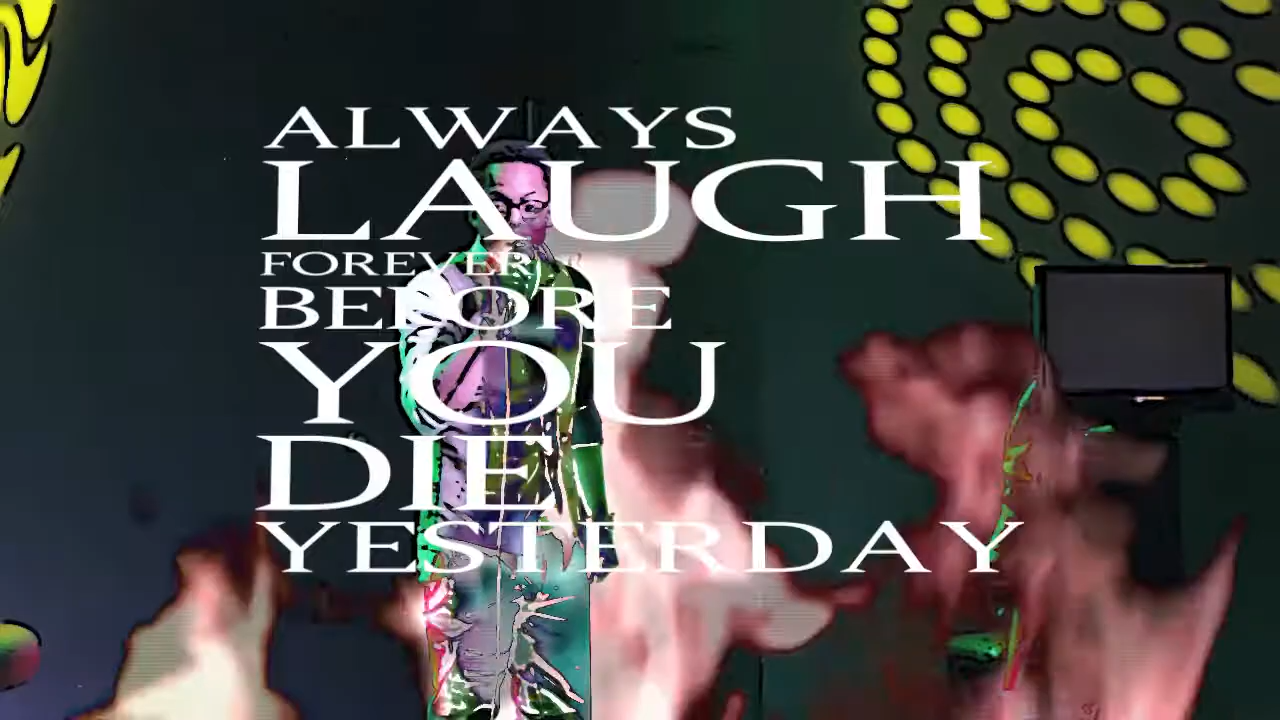 ALWAYS
LAUGH
FOREVER
BEFORE
YOU
DIE
YESTERDAY